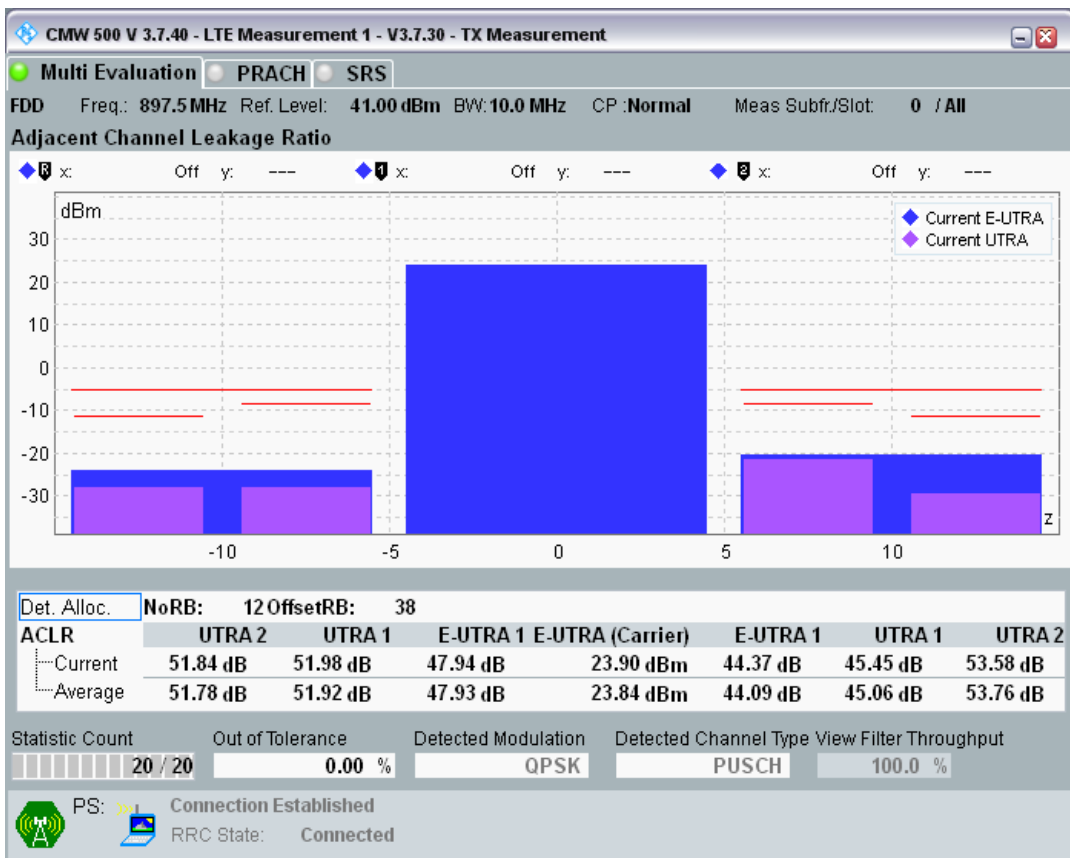 CMW 500 V 3.7.40 - LTE Measurement 1 - V3.7.30 - TX Measurement
Multi Evaluation PRACH SRS
FDD Freq.: 897.5 MHz Ref. Level: 41.00 dBm BW: 10.0 MHz CP :Normal Meas Subfr./Slot: 0 / All
Adjacent Channel Leakage Ratio
R x: Off y: --- 1 x: Off y: --- 2 x: Off y: ---
dBm
Current E-UTRA
Current UTRA
30
20
10
0
-10
-20
-30
z
-10 -5 0 5 10
Det. Alloc. NoRB: 12 OffsetRB: 38
ACLR UTRA 2 UTRA 1 E-UTRA 1 E-UTRA (Carrier) E-UTRA 1 UTRA 1 UTRA 2
Current 51.84 dB 51.98 dB 47.94 dB 23.90 dBm 44.37 dB 45.45 dB 53.58 dB
Average 51.78 dB 51.92 dB 47.93 dB 23.84 dBm 44.09 dB 45.06 dB 53.76 dB
Statistic Count Out of Tolerance Detected Modulation Detected Channel Type View Filter Throughput
20 / 20 0.00 % QPSK PUSCH 100.0 %
PS: Connection Established
RRC State: Connected